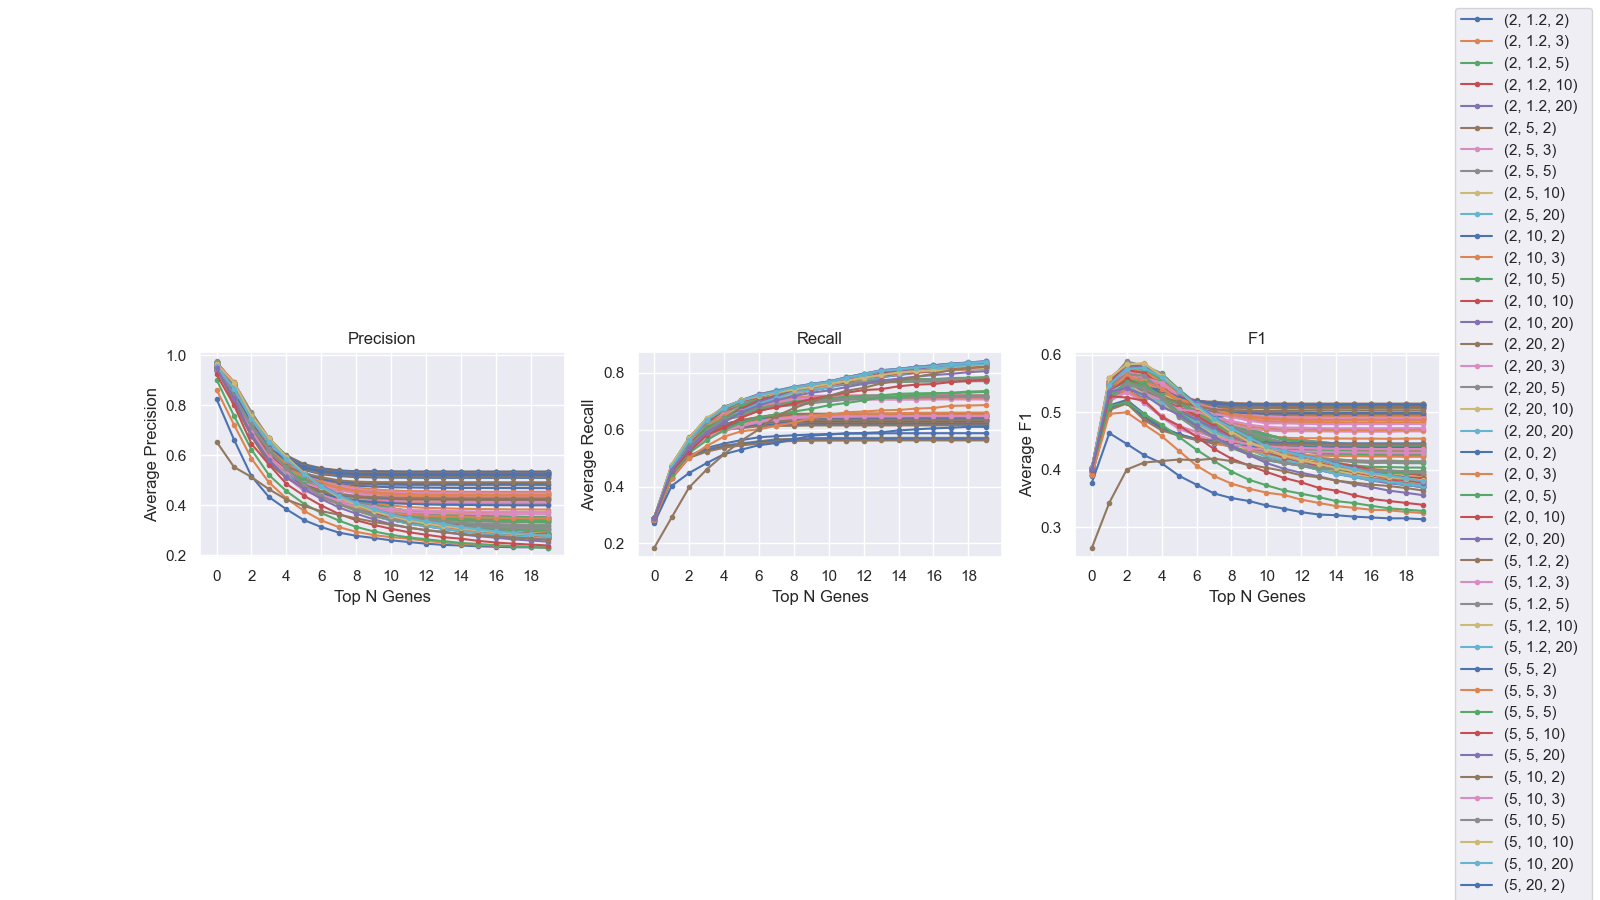 Precision
1.0
0.8
0.6
0.4
0.2
Average Precision
0 2 4 6 8 10 12 14 16 18
Top N Genes
Recall
0.8
0.6
0.4
0.2
Average Recall
0 2 4 6 8 10 12 14 16 18
Top N Genes
F1
0.6
0.5
0.4
0.3
Average F1
0 2 4 6 8 10 12 14 16 18
Top N Genes
(2, 1.2, 2)
(2, 1.2, 3)
(2, 1.2, 5)
(2, 1.2, 10)
(2, 1.2, 20)
(2, 5, 2)
(2, 5, 3)
(2, 5, 5)
(2, 5, 10)
(2, 5, 20)
(2, 10, 2)
(2, 10, 3)
(2, 10, 5)
(2, 10, 10)
(2, 10, 20)
(2, 20, 2)
(2, 20, 3)
(2, 20, 5)
(2, 20, 10)
(2, 20, 20)
(2, 0, 2)
(2, 0, 3)
(2, 0, 5)
(2, 0, 10)
(2, 0, 20)
(5, 1.2, 2)
(5, 1.2, 3)
(5, 1.2, 5)
(5, 1.2, 10)
(5, 1.2, 20)
(5, 5, 2)
(5, 5, 3)
(5, 5, 5)
(5, 5, 10)
(5, 5, 20)
(5, 10, 2)
(5, 10, 3)
(5, 10, 5)
(5, 10, 10)
(5, 10, 20)
(5, 20, 2)